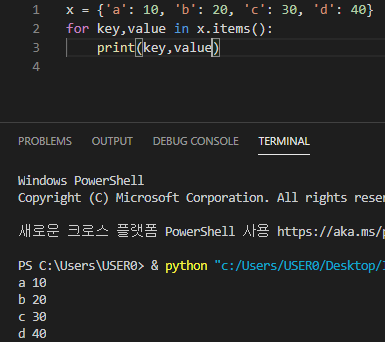 1 x = {'a': 10, 'b': 20, 'c': 30, 'd': 40}
2 for key,value in x.items():
3     print(key,value)
4
PROBLEMS OUTPUT DEBUG CONSOLE TERMINAL
Windows PowerShell
Copyright (C) Microsoft Corporation. All rights reser
새로운 크로스 플랫폼 PowerShell 사용 https://aka.ms/p
PS C:\Users\USER0> & python "c:/Users/USER0/Desktop/
a 10
b 20
c 30
d 40